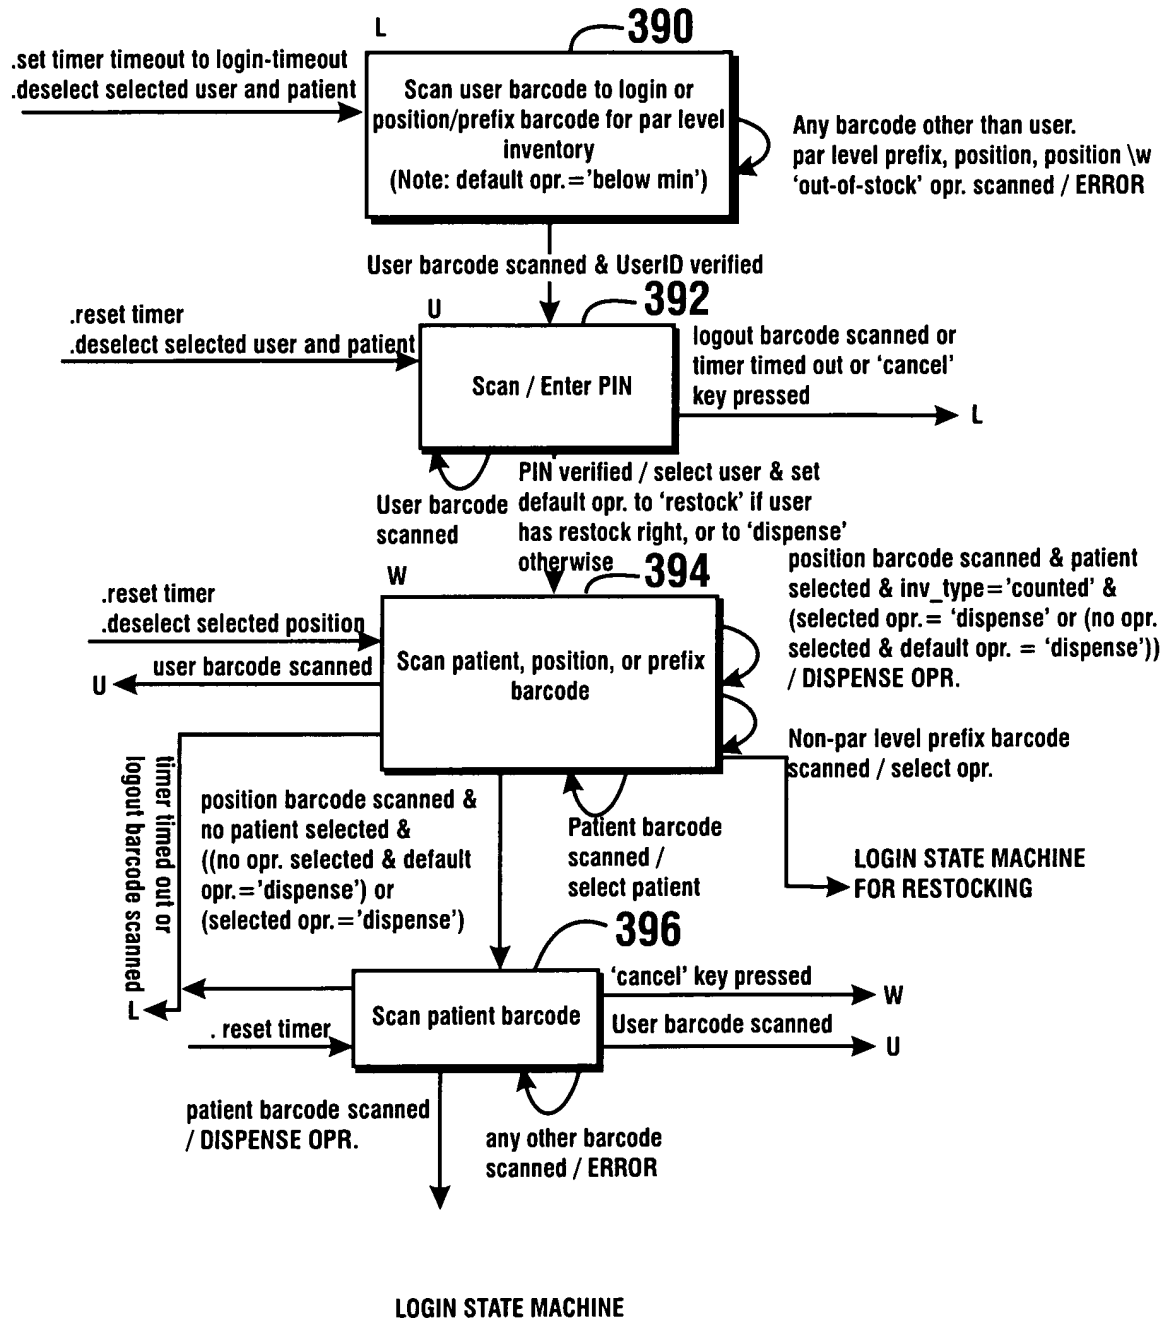 L
390
.set timer timeout to login-timeout
.deselect selected user and patient
Scan user barcode to login or
position/prefix barcode for par level
inventory
(Note: default opr.='below min')
Any barcode other than user.
par level prefix, position, position \w
'out-of-stock' opr. scanned / ERROR
User barcode scanned & UserID verified
U
392
.reset timer
.deselect selected user and patient
Scan / Enter PIN
logout barcode scanned or
timer timed out or 'cancel'
key pressed
L
User barcode
scanned
PIN verified / select user & set
default opr. to 'restock' if user
has restock right, or to 'dispense'
otherwise
W
394
.reset timer
.deselect selected position
user barcode scanned
U
Scan patient, position, or prefix
barcode
position barcode scanned & patient
selected & inv_type='counted' &
(selected opr.= 'dispense' or (no opr.
selected & default opr. = 'dispense'))
/ DISPENSE OPR.
Non-par level prefix barcode
scanned / select opr.
timer timed out or
logout barcode scanned
position barcode scanned &
no patient selected &
((no opr. selected & default
opr.='dispense') or
(selected opr.='dispense')
Patient barcode
scanned /
select patient
LOGIN STATE MACHINE
FOR RESTOCKING
396
L
. reset timer
Scan patient barcode
'cancel' key pressed
W
User barcode scanned
U
patient barcode scanned
/ DISPENSE OPR.
any other barcode
scanned / ERROR
LOGIN STATE MACHINE